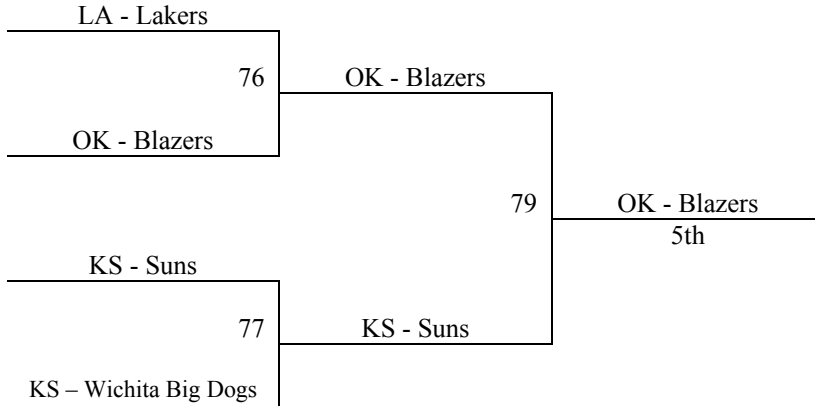 LA - Lakers
76
OK - Blazers
OK - Blazers
79
OK - Blazers
5th
KS - Suns
77
KS - Suns
KS – Wichita Big Dogs